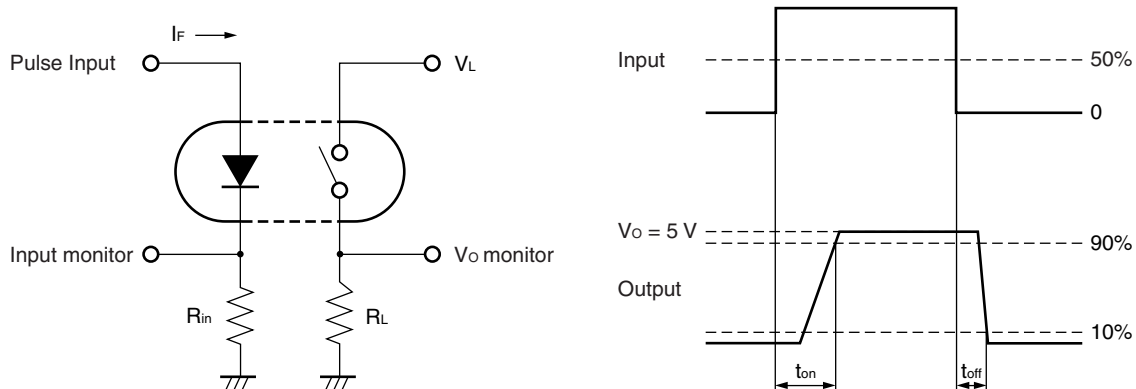 IF
Pulse Input
VL
Input monitor
VO monitor
Rin
RL
Input
50%
0
VO = 5 V
90%
Output
10%
ton
toff